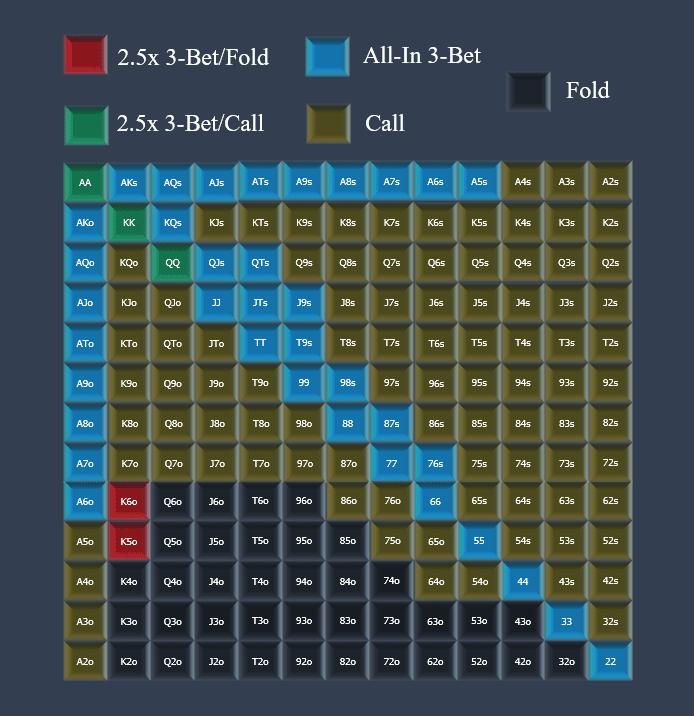 2.5x 3-Bet/Fold All-In 3-Bet
Fold
2.5x 3-Bet/Call Call
AA AKs AQs AJs ATs A9s A8s A7s A6s A5s A4s A3s A2s
AKo KK KQs KJs KTs K9s K8s K7s K6s K5s K4s K3s K2s
AQo KQo QQ QJs QTs Q9s Q8s Q7s Q6s Q5s Q4s Q3s Q2s
AJo KJo QJo JJ JTs J9s J8s J7s J6s J5s J4s J3s J2s
ATo KTo QTo JTo TT T9s T8s T7s T6s T5s T4s T3s T2s
A9o K9o Q9o J9o T9o 99 98s 97s 96s 95s 94s 93s 92s
A8o K8o Q8o J8o T8o 98o 88 87s 86s 85s 84s 83s 82s
A7o K7o Q7o J7o T7o 97o 87o 77 76s 75s 74s 73s 72s
A6o K6o Q6o J6o T6o 96o 86o 76o 66 65s 64s 63s 62s
A5o K5o Q5o J5o T5o 95o 85o 75o 65o 55 54s 53s 52s
A4o K4o Q4o J4o T4o 94o 84o 74o 64o 54o 44 43s 42s
A3o K3o Q3o J3o T3o 93o 83o 73o 63o 53o 43o 33 32s
A2o K2o Q2o J2o T2o 92o 82o 72o 62o 52o 42o 32o 22